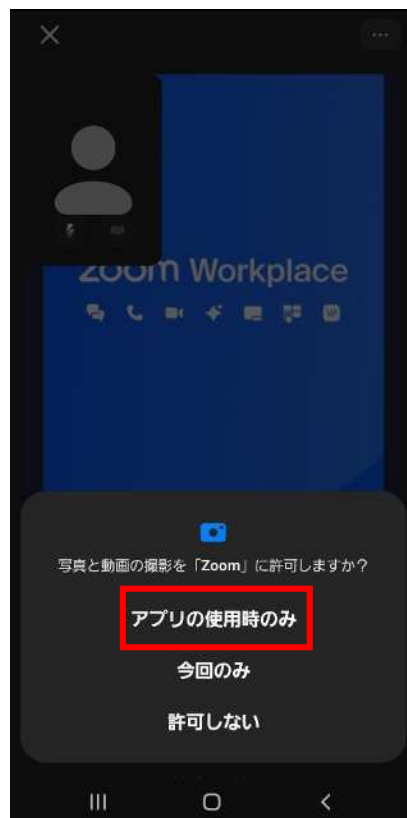 zoom Workplace
写真と動画の撮影を「Zoom」に許可しますか？
アプリの使用時のみ
今回のみ
許可しない